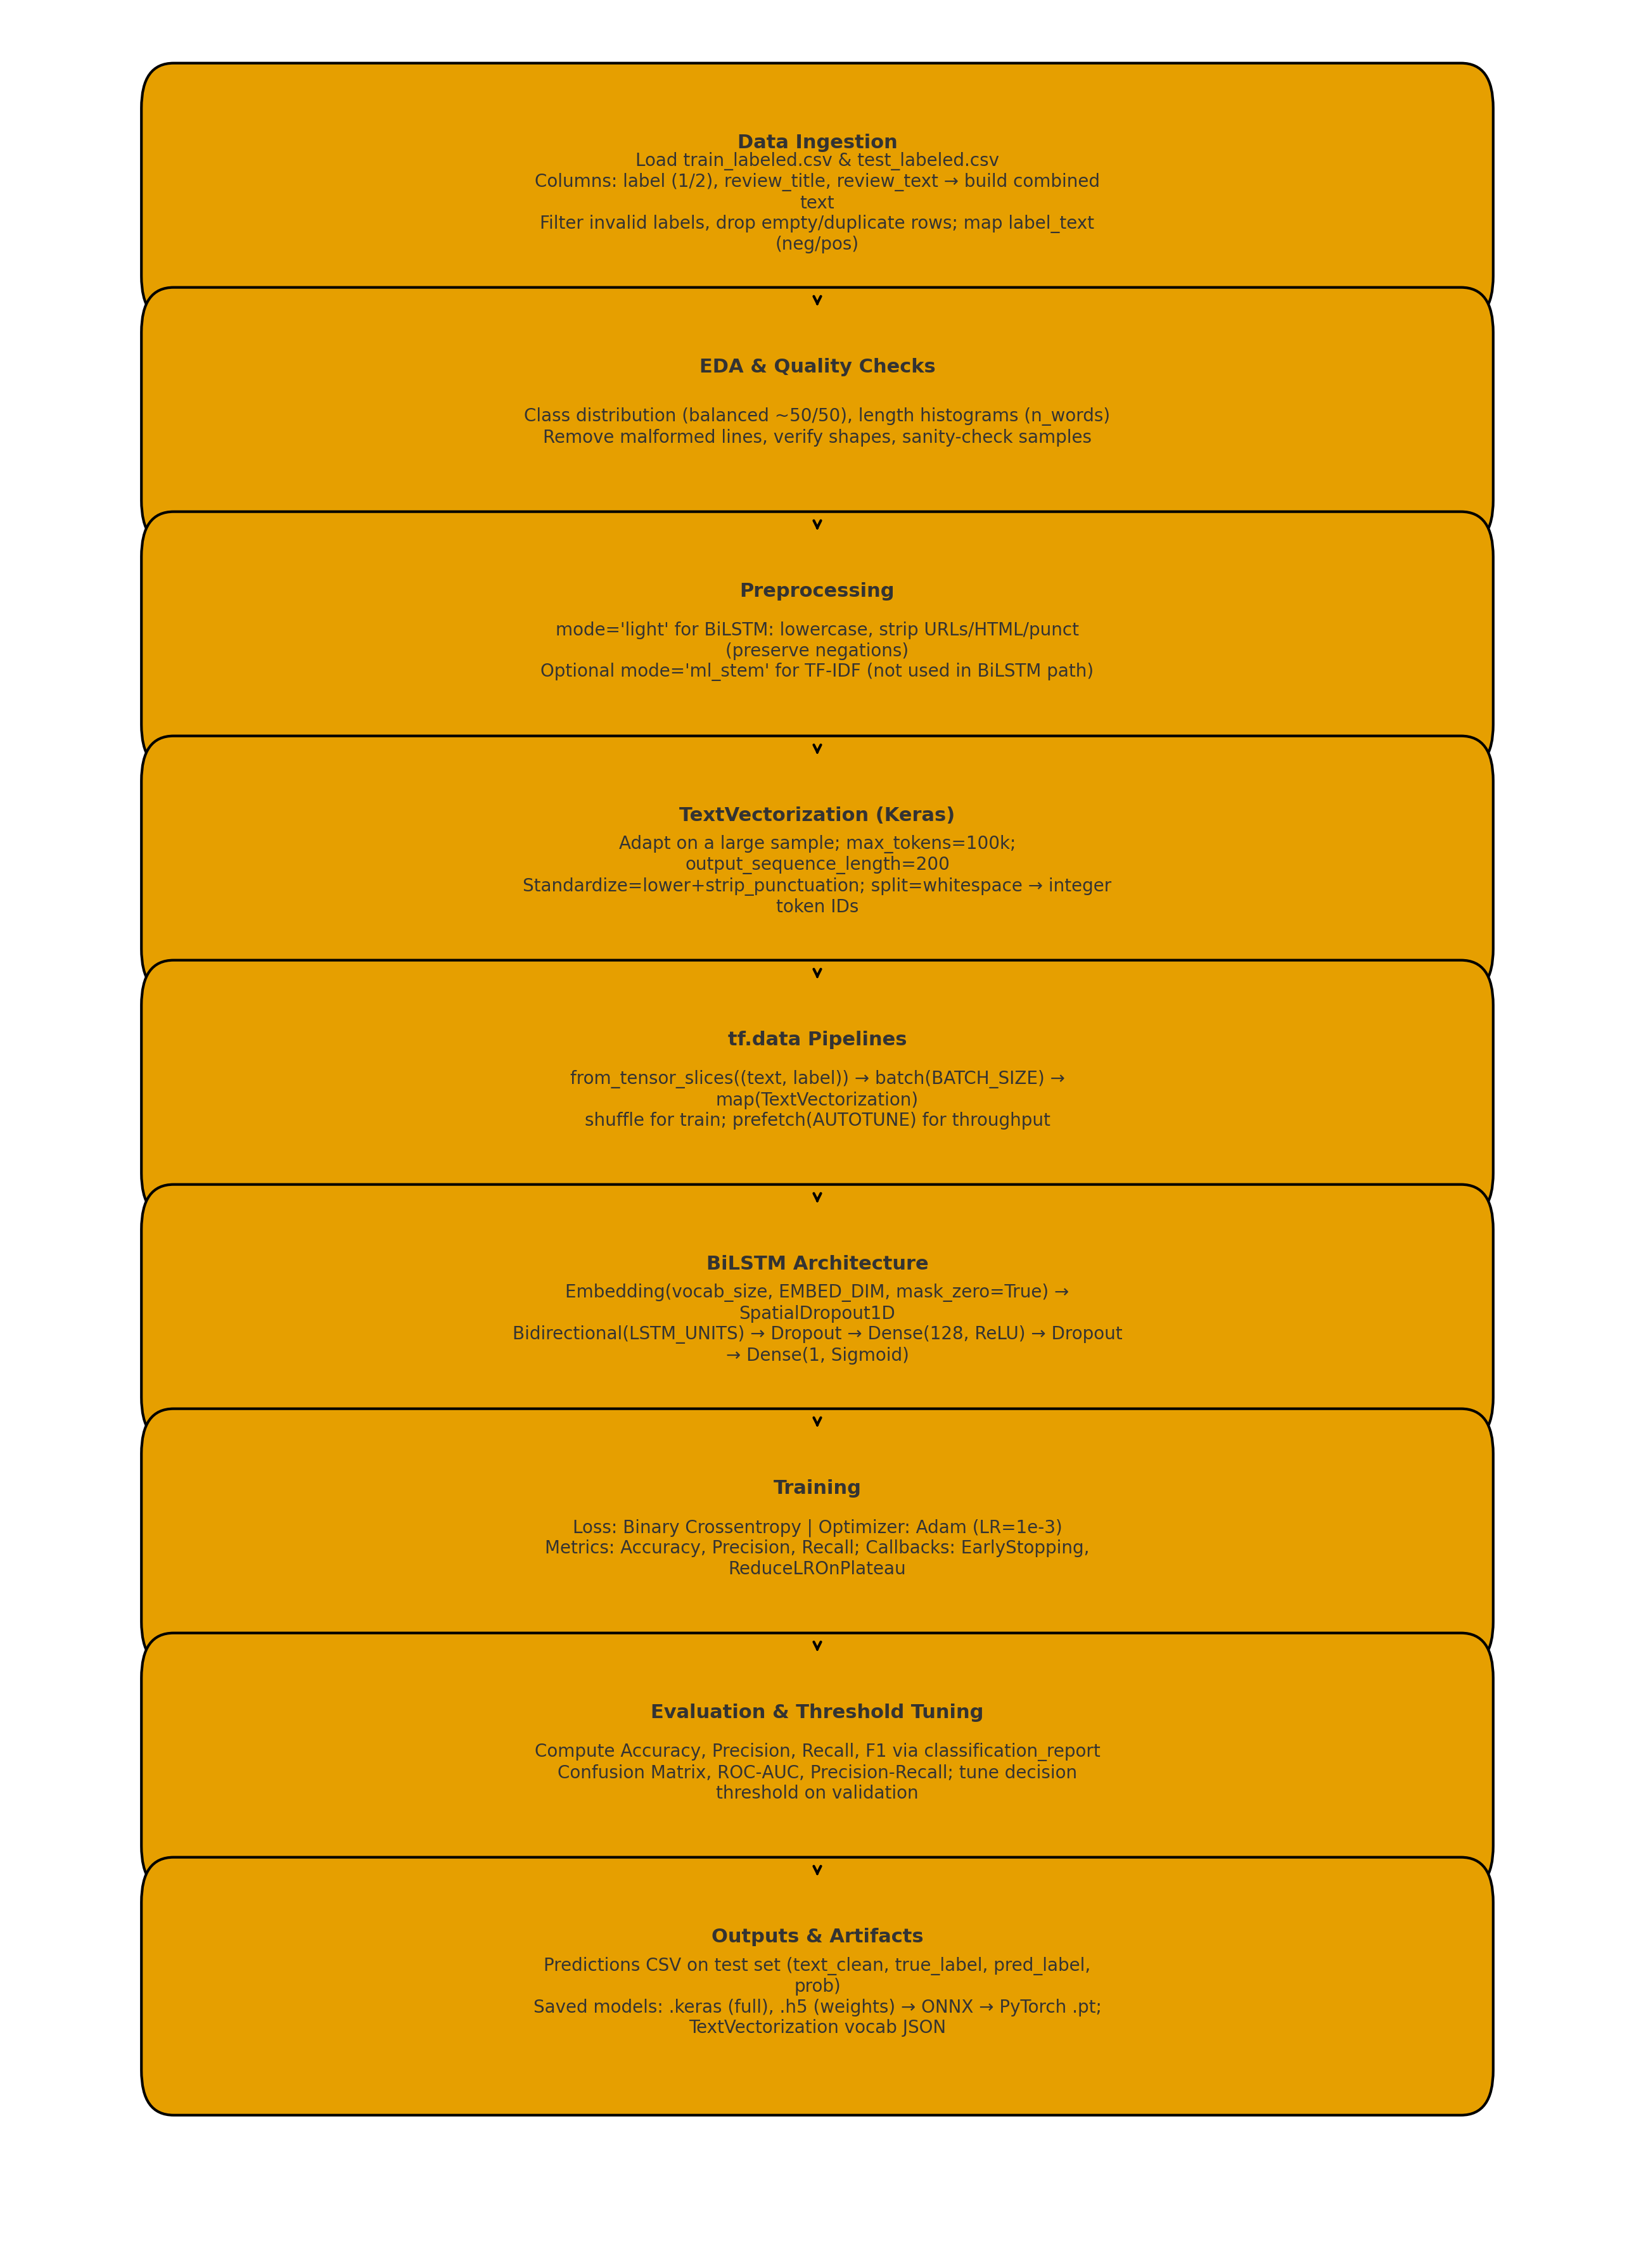 Data Ingestion
Load train_labeled.csv & test_labeled.csv
Columns: label (1/2), review_title, review_text → build combined
text
Filter invalid labels, drop empty/duplicate rows; map label_text
(neg/pos)
EDA & Quality Checks
Class distribution (balanced ~50/50), length histograms (n_words)
Remove malformed lines, verify shapes, sanity-check samples
Preprocessing
mode='light' for BiLSTM: lowercase, strip URLs/HTML/punct
(preserve negations)
Optional mode='ml_stem' for TF-IDF (not used in BiLSTM path)
TextVectorization (Keras)
Adapt on a large sample; max_tokens=100k;
output_sequence_length=200
Standardize=lower+strip_punctuation; split=whitespace → integer
token IDs
tf.data Pipelines
from_tensor_slices((text, label)) → batch(BATCH_SIZE) →
map(TextVectorization)
shuffle for train; prefetch(AUTOTUNE) for throughput
BiLSTM Architecture
Embedding(vocab_size, EMBED_DIM, mask_zero=True) →
SpatialDropout1D
Bidirectional(LSTM_UNITS) → Dropout → Dense(128, ReLU) → Dropout
→ Dense(1, Sigmoid)
Training
Loss: Binary Crossentropy | Optimizer: Adam (LR=1e-3)
Metrics: Accuracy, Precision, Recall; Callbacks: EarlyStopping,
ReduceLROnPlateau
Evaluation & Threshold Tuning
Compute Accuracy, Precision, Recall, F1 via classification_report
Confusion Matrix, ROC-AUC, Precision-Recall; tune decision
threshold on validation
Outputs & Artifacts
Predictions CSV on test set (text_clean, true_label, pred_label,
prob)
Saved models: .keras (full), .h5 (weights) → ONNX → PyTorch .pt;
TextVectorization vocab JSON